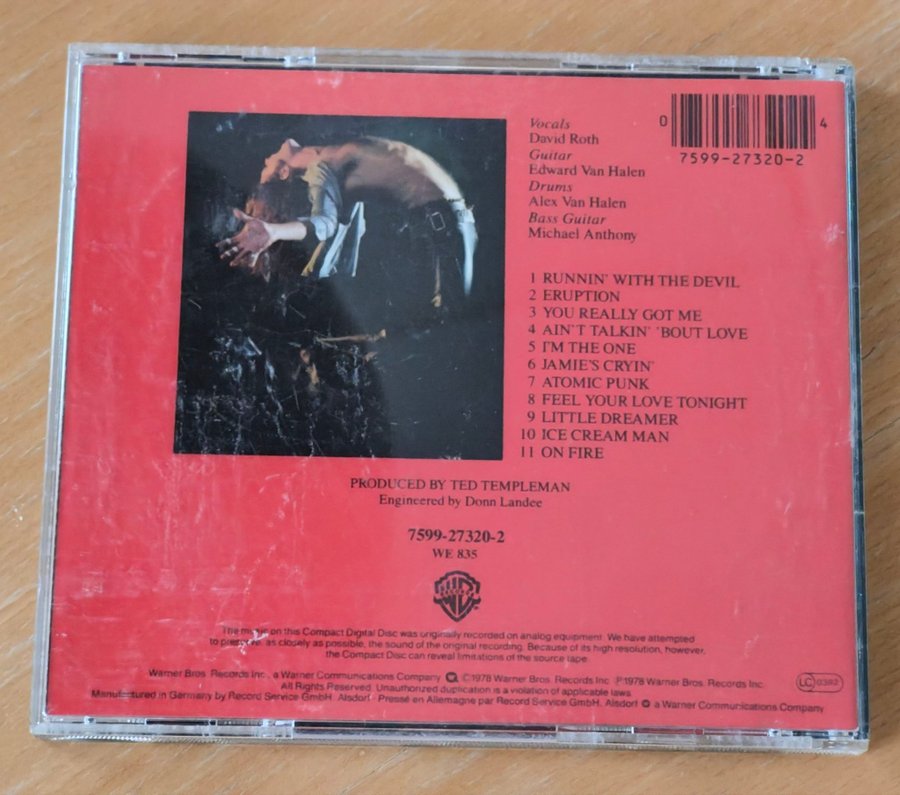 Vocals
David Roth
Guitar
Edward Van Halen
Drums
Alex Van Halen
Bass Guitar
Michael Anthony
0 7599-27320-2 4
1 RUNNIN' WITH THE DEVIL
2 ERUPTION
3 YOU REALLY GOT ME
4 AIN'T TALKIN' 'BOUT LOVE
5 I'M THE ONE
6 JAMIE'S CRYIN'
7 ATOMIC PUNK
8 FEEL YOUR LOVE TONIGHT
9 LITTLE DREAMER
10 ICE CREAM MAN
11 ON FIRE
PRODUCED BY TED TEMPLEMAN
Engineered by Donn Landee
7599-27320-2
WE 835
WB
The music on this Compact Digital Disc was originally recorded on analog equipment. We have attempted
to preserve, as closely as possible, the sound of the original recording. Because of its high resolution, however,
the Compact Disc can reveal limitations of the source tape.
Warner Bros. Records Inc., a Warner Communications Company © 1978 Warner Bros. Records Inc. ℗ 1978 Warner Bros. Records Inc.
All Rights Reserved. Unauthorized duplication is a violation of applicable laws.
Manufactured in Germany by Record Service GmbH, Alsdorf · Pressé en Allemagne par Record Service GmbH, Alsdorf a Warner Communications Company
LC 0392